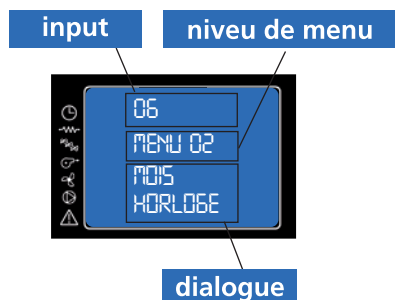 input
niveu de menu
06
MENU 02
MOIS
HORLOGE
dialogue